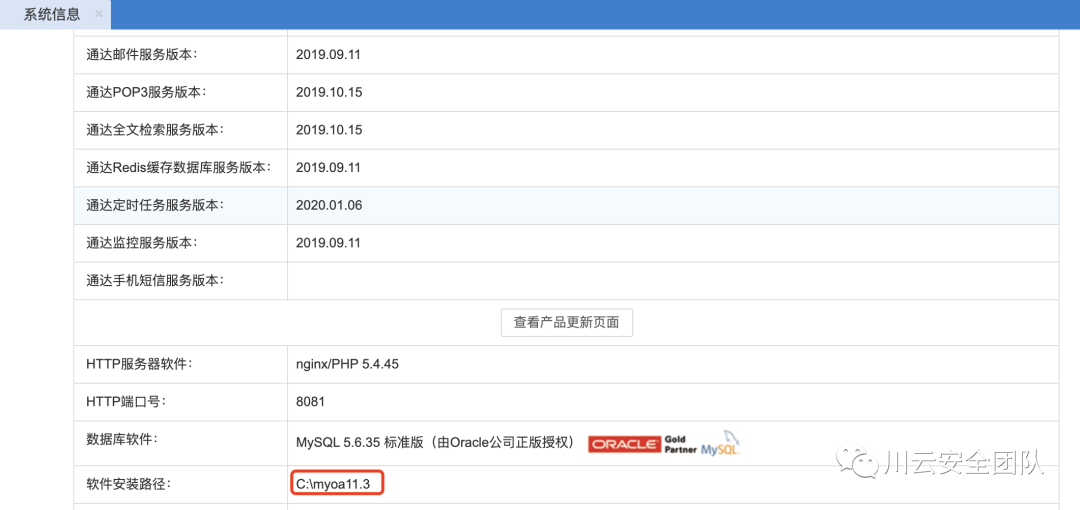 系统信息 ×
通达邮件服务版本： 2019.09.11
通达POP3服务版本： 2019.10.15
通达全文检索服务版本： 2019.10.15
通达Redis缓存数据库服务版本： 2019.09.11
通达定时任务服务版本： 2020.01.06
通达监控服务版本： 2019.09.11
通达手机短信服务版本：
查看产品更新页面
HTTP服务器软件： nginx/PHP 5.4.45
HTTP端口号： 8081
数据库软件： MySQL 5.6.35 标准版（由Oracle公司正版授权） ORACLE Gold Partner MySQL
软件安装路径： C:\myoa11.3
川云安全团队